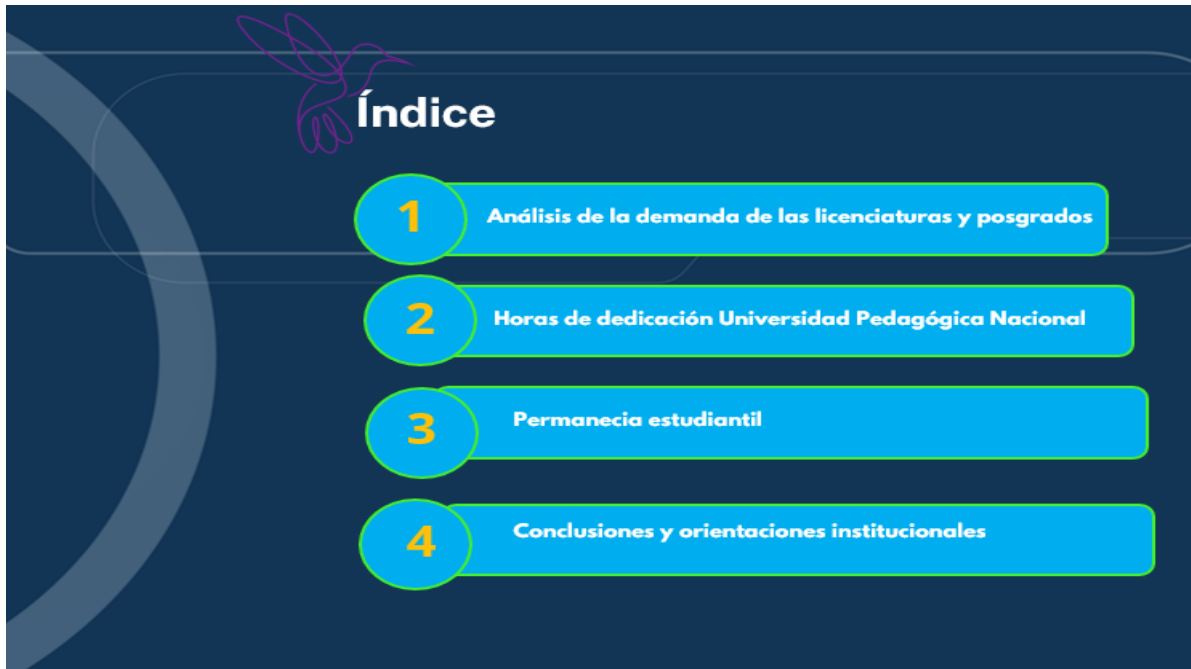 Índice
1 Análisis de la demanda de las licenciaturas y posgrados
2 Horas de dedicación Universidad Pedagógica Nacional
3 Permanecia estudiantil
4 Conclusiones y orientaciones institucionales